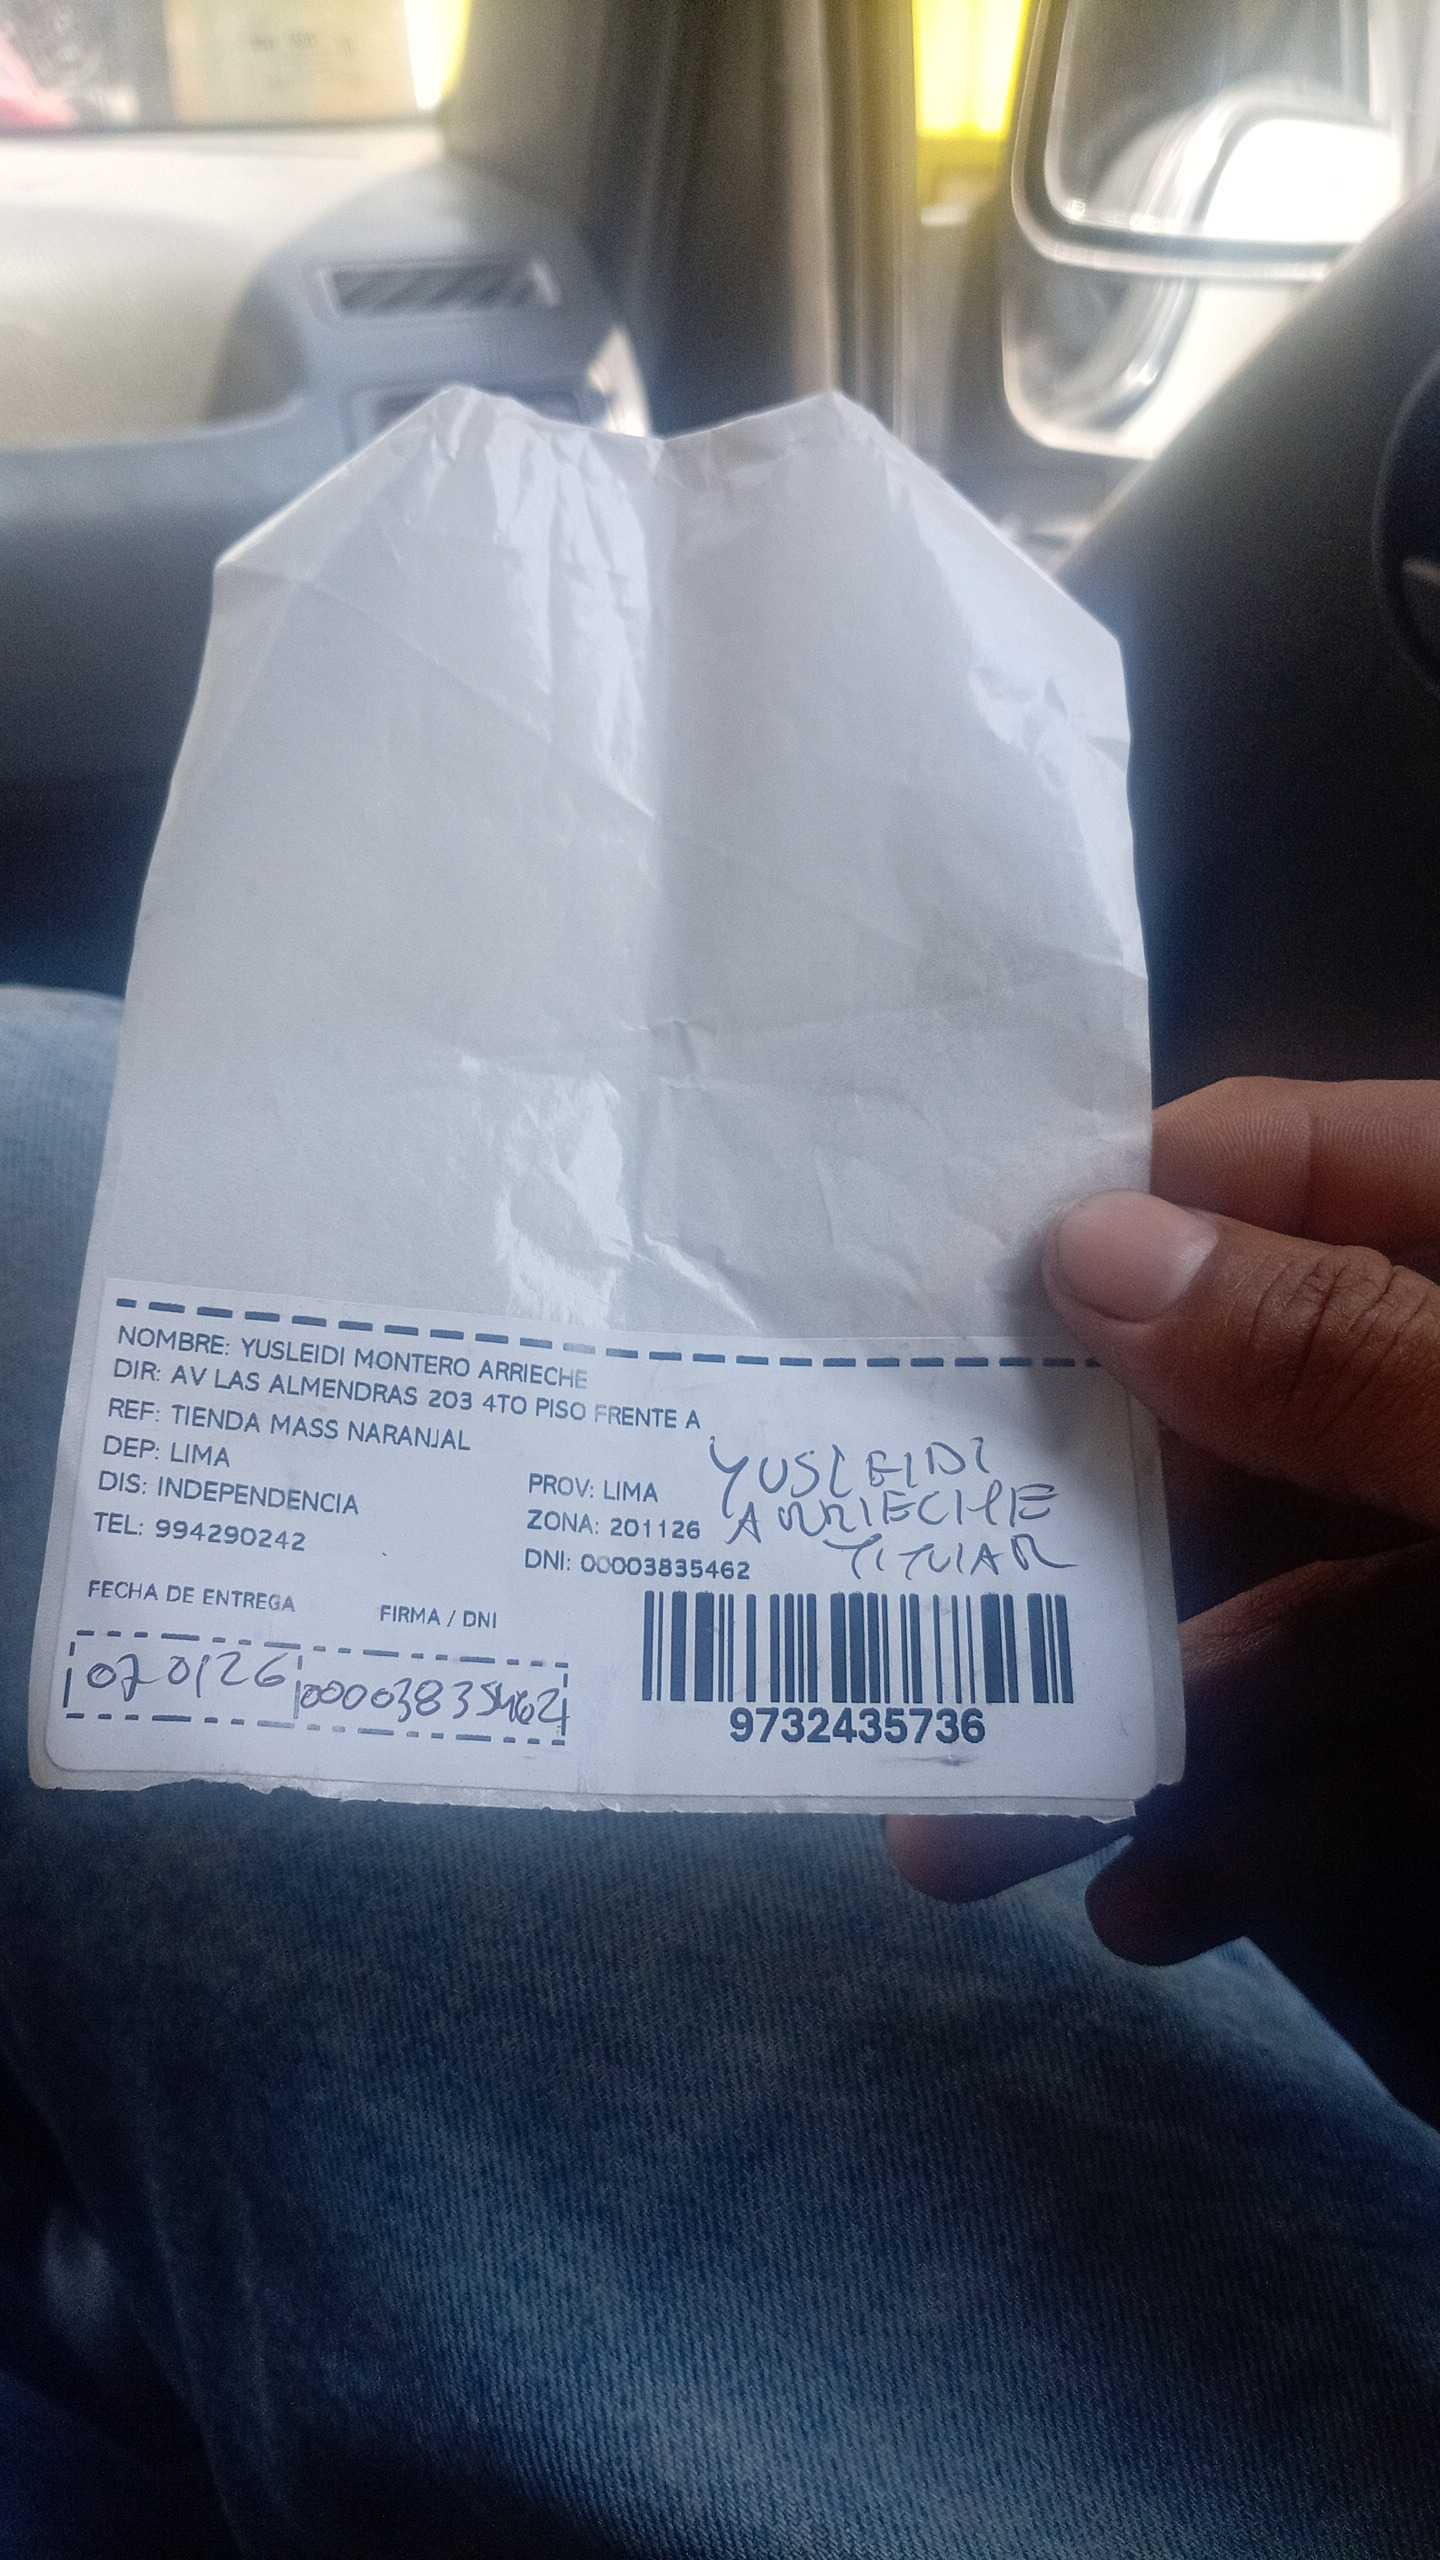 NOMBRE: YUSLEIDI MONTERO ARRIECHE
DIR: AV LAS ALMENDRAS 203 4TO PISO FRENTE A
REF: TIENDA MASS NARANJAL
DEP: LIMA
PROV: LIMA
DIS: INDEPENDENCIA
ZONA: 201126
TEL: 994290242
DNI: 00003835462
YUSLEIDI
ARRIECHE
TITULAR
FECHA DE ENTREGA
FIRMA / DNI
070126
00003835462
9732435736